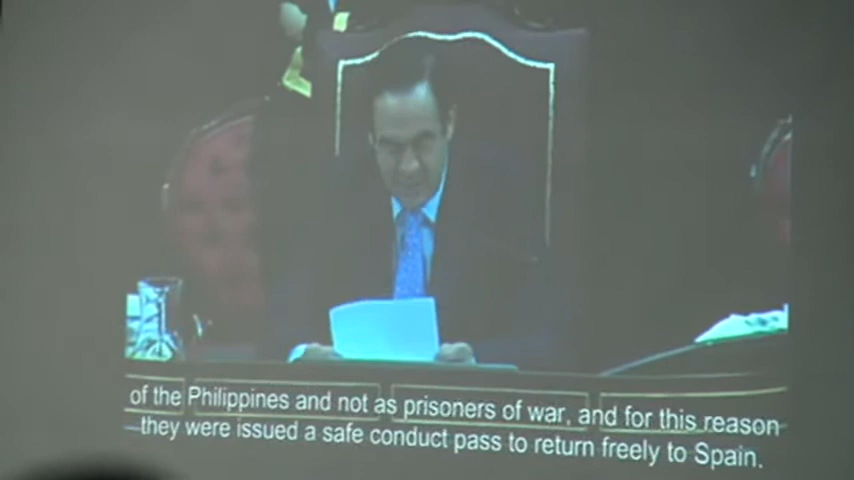 of the Philippines and not as prisoners of war, and for this reason
they were issued a safe conduct pass to return freely to Spain.